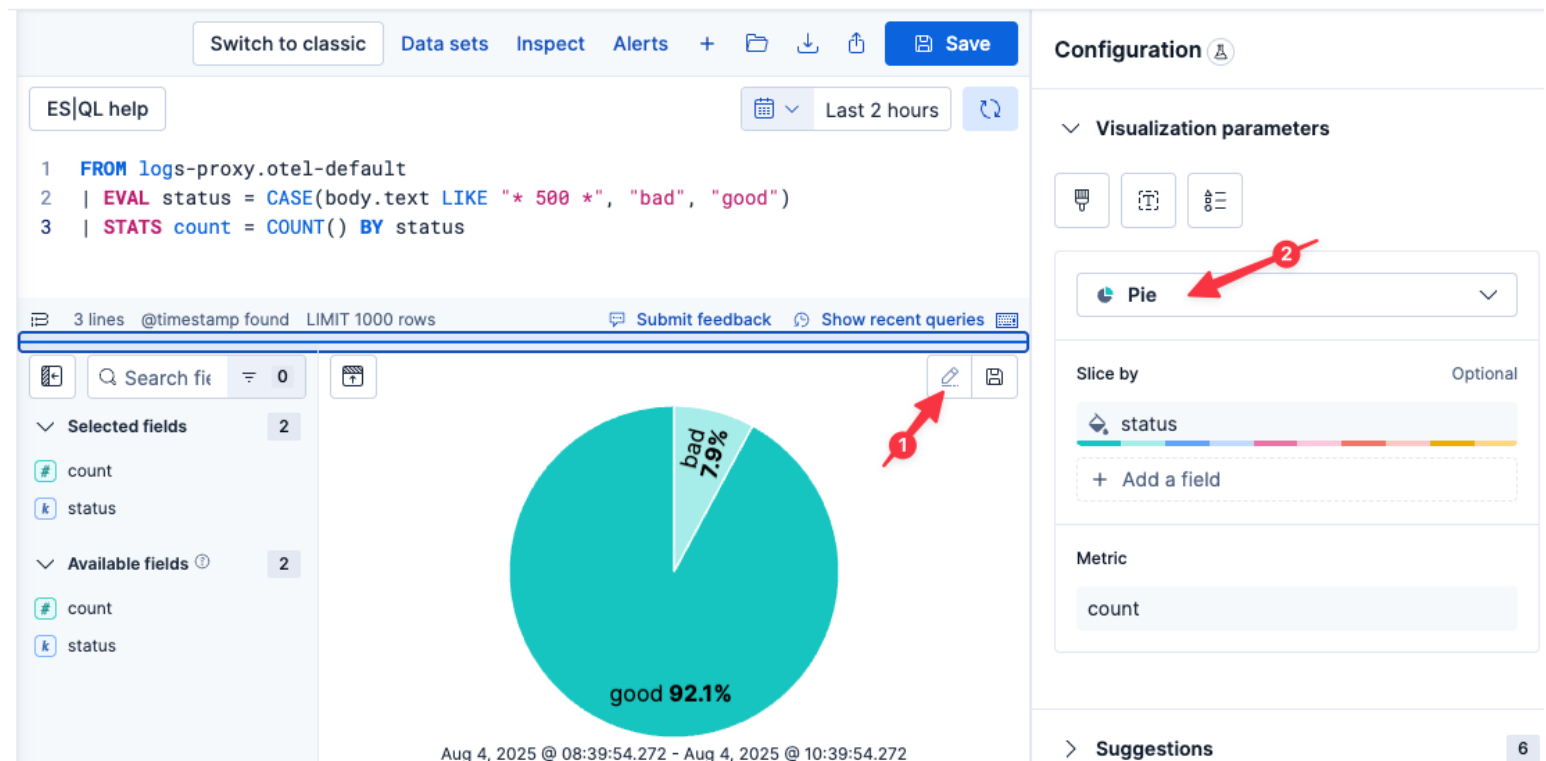 Switch to classic Data sets Inspect Alerts + Save
ES|QL help
Last 2 hours
1 FROM logs-proxy.otel-default
2 | EVAL status = CASE(body.text LIKE "* 500 *", "bad", "good")
3 | STATS count = COUNT() BY status
3 lines @timestamp found LIMIT 1000 rows Submit feedback Show recent queries
Search fie 0
Selected fields 2
# count
k status
Available fields 2
# count
k status
1
bad
7.9%
good 92.1%
Aug 4, 2025 @ 08:39:54.272 - Aug 4, 2025 @ 10:39:54.272
Configuration
Visualization parameters
2
Pie
Slice by Optional
status
+ Add a field
Metric
count
Suggestions 6